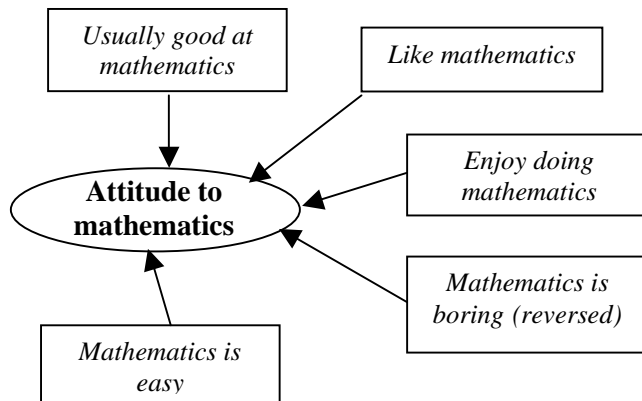 Usually good at
mathematics
Like mathematics
Attitude to
mathematics
Enjoy doing
mathematics
Mathematics is
boring (reversed)
Mathematics is
easy